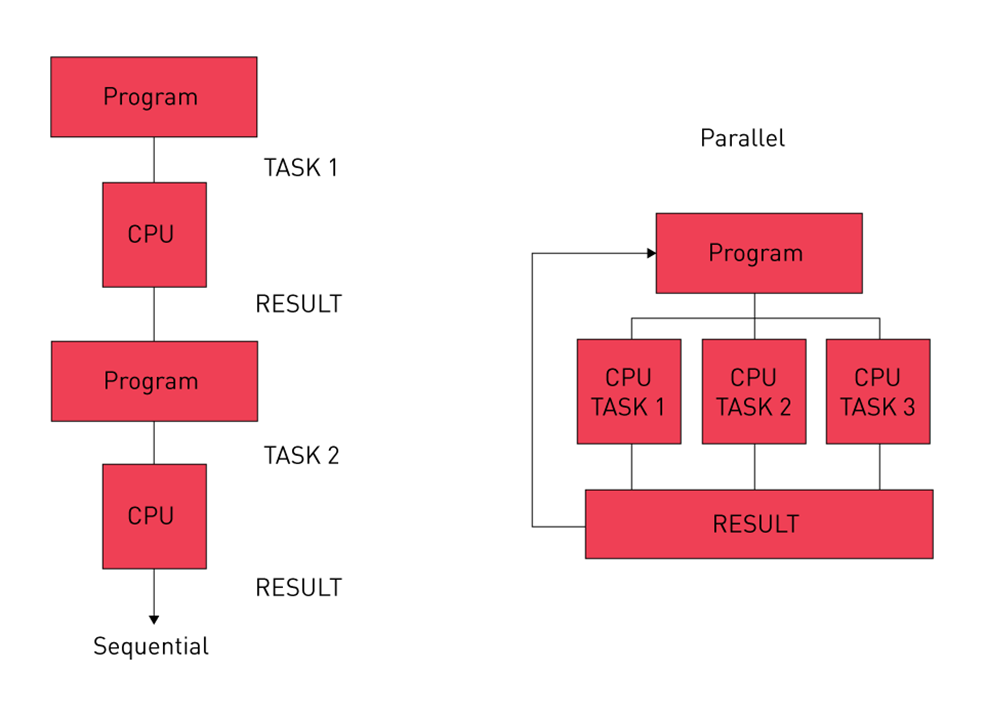 Program
TASK 1
CPU
RESULT
Program
TASK 2
CPU
RESULT
Sequential
Parallel
Program
CPU
TASK 1
CPU
TASK 2
CPU
TASK 3
RESULT